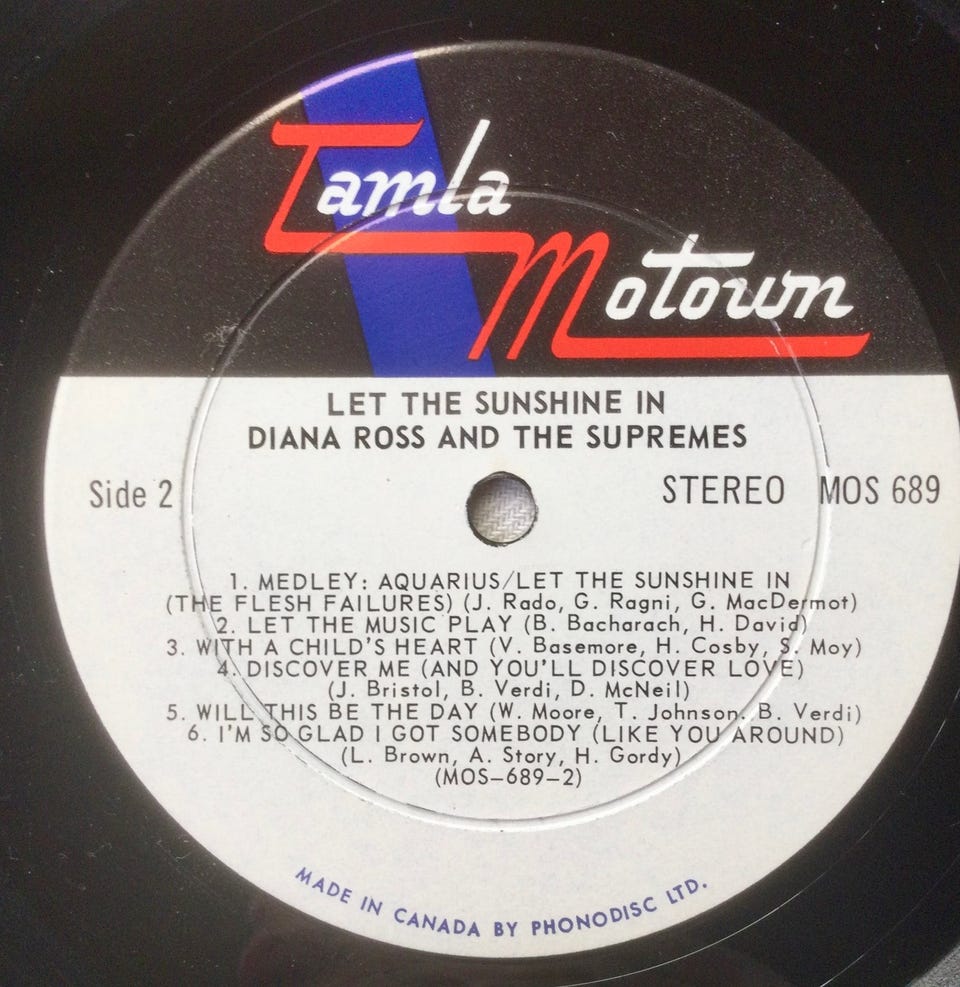 Tamla
Motown
LET THE SUNSHINE IN
DIANA ROSS AND THE SUPREMES
Side 2
STEREO MOS 689
1. MEDLEY: AQUARIUS/LET THE SUNSHINE IN
(THE FLESH FAILURES) (J. Rado, G. Ragni, G. MacDermot)
2. LET THE MUSIC PLAY (B. Bacharach, H. David)
3. WITH A CHILD'S HEART (V. Basemore, H. Cosby, S. Moy)
4. DISCOVER ME (AND YOU'LL DISCOVER LOVE)
(J. Bristol, B. Verdi, D. McNeil)
5. WILL THIS BE THE DAY (W. Moore, T. Johnson, B. Verdi)
6. I'M SO GLAD I GOT SOMEBODY (LIKE YOU AROUND)
(L. Brown, A. Story, H. Gordy)
(MOS-689-2)
MADE IN CANADA BY PHONODISC LTD.